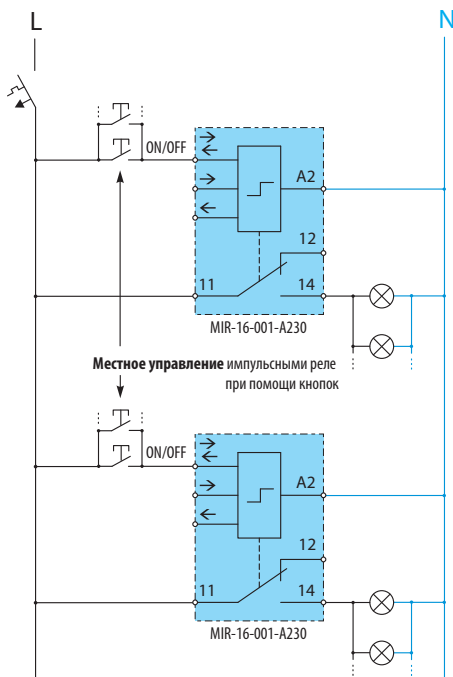 L
N
ON/OFF
A2
12
11
14
MIR-16-001-A230
Местное управление импульсными реле
при помощи кнопок
ON/OFF
A2
12
11
14
MIR-16-001-A230